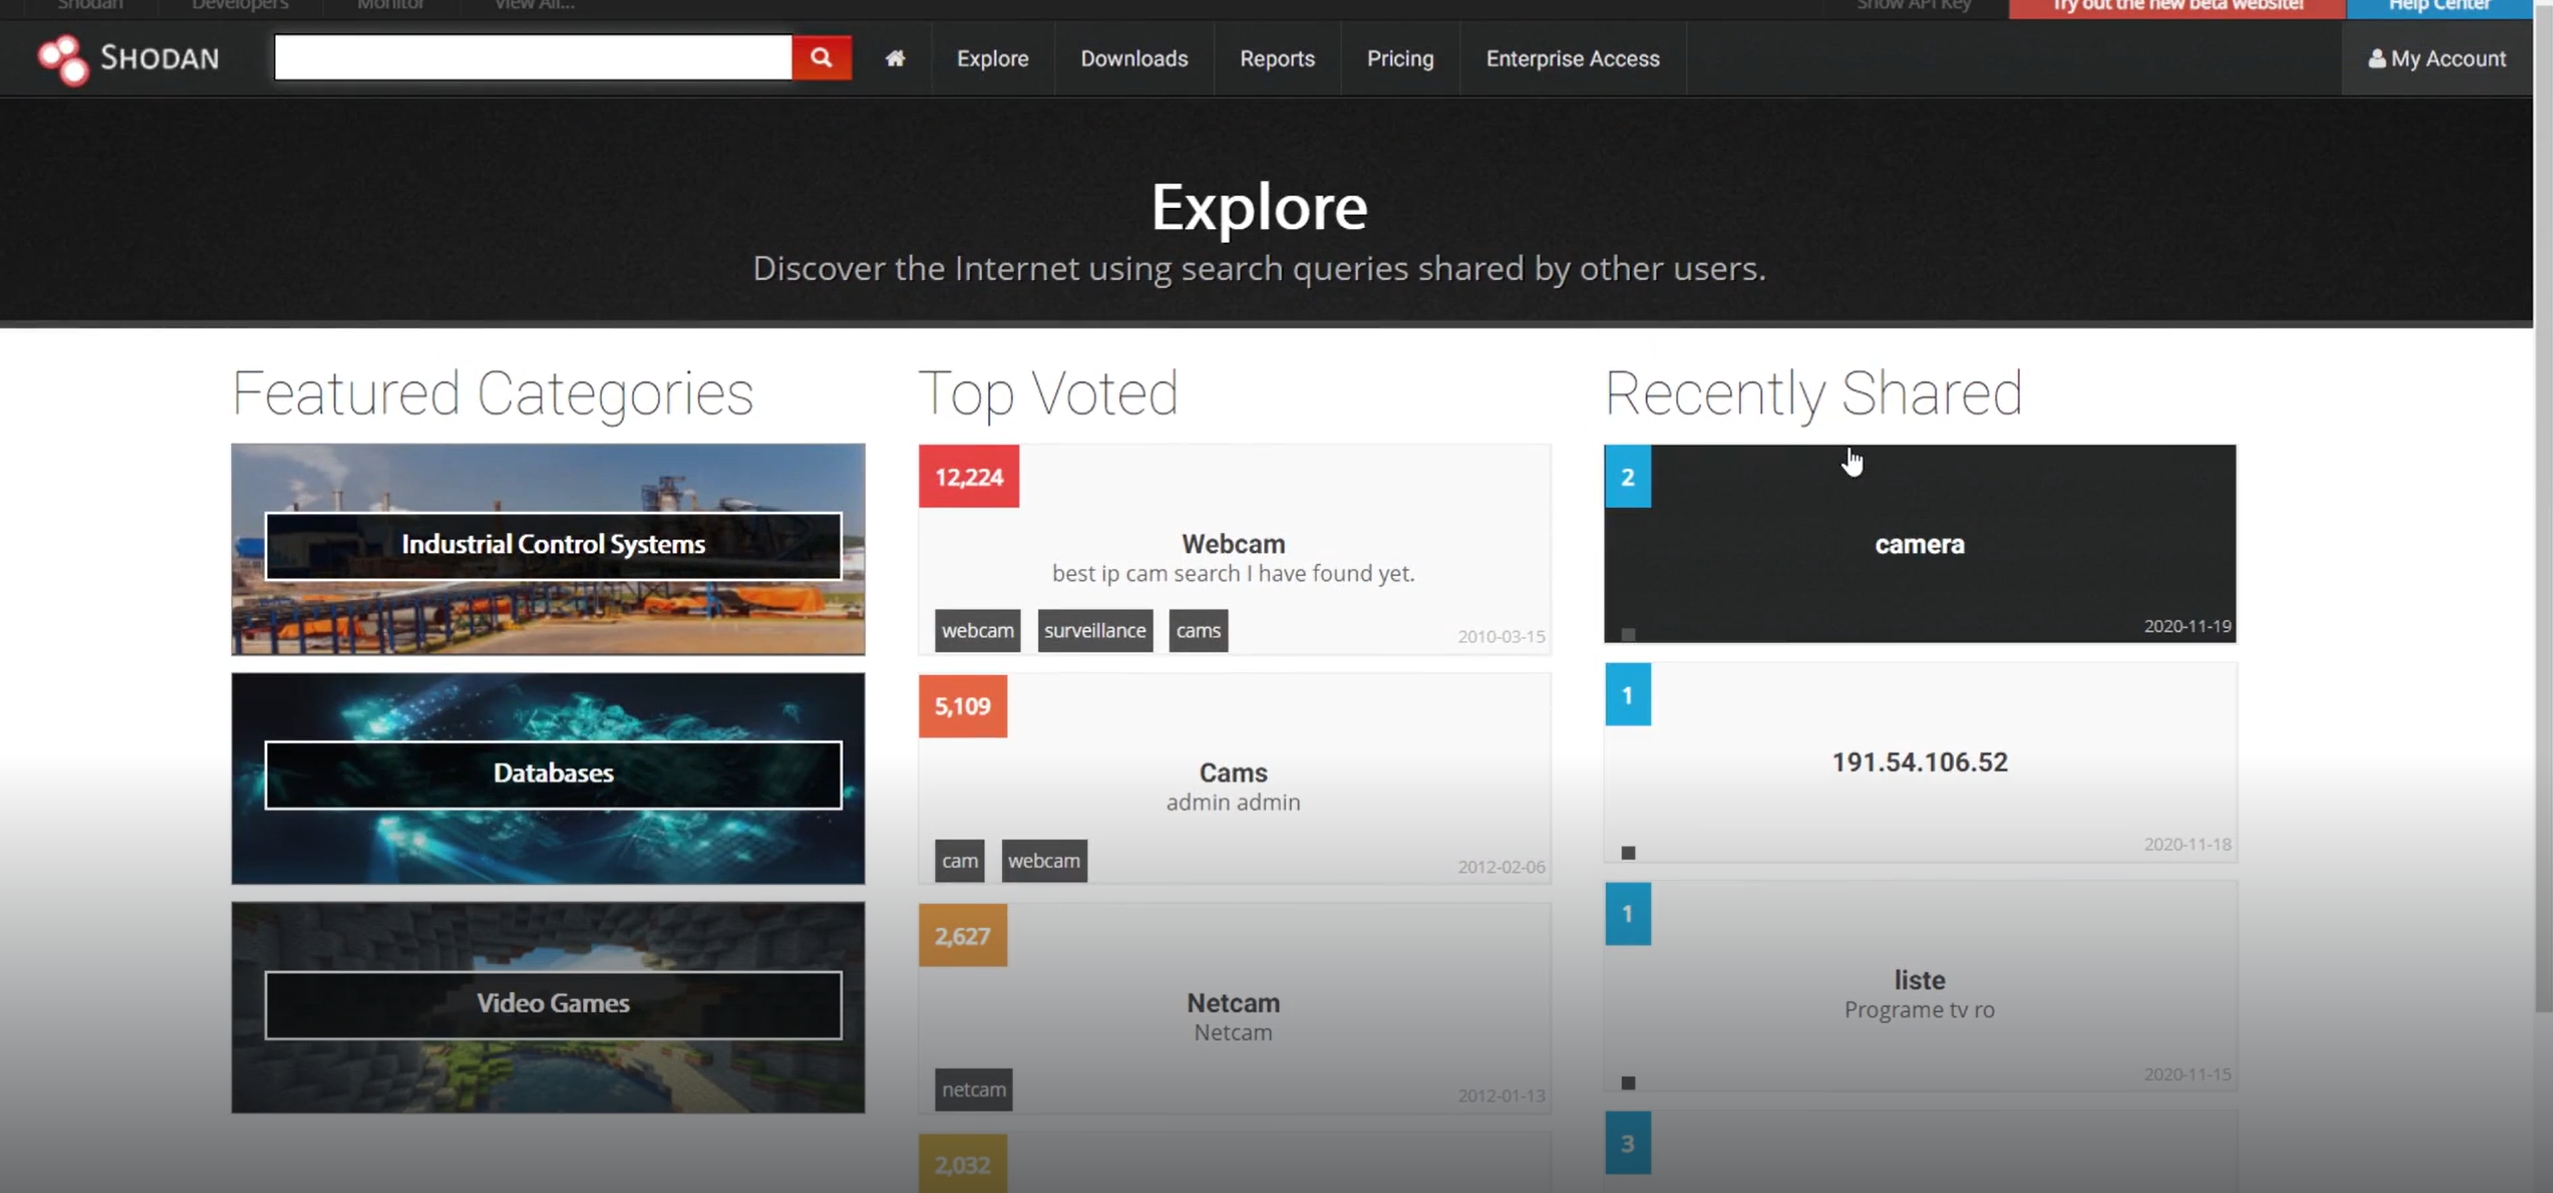 Shodan Developers Monitor View All... Show API Key Try out the new beta website! Help Center
SHODAN Explore Downloads Reports Pricing Enterprise Access My Account
Explore
Discover the Internet using search queries shared by other users.
Featured Categories
Industrial Control Systems
Databases
Video Games
Top Voted
12,224
Webcam
best ip cam search I have found yet.
webcam surveillance cams 2010-03-15
5,109
Cams
admin admin
cam webcam 2012-02-06
2,627
Netcam
Netcam
netcam 2012-01-13
2,032
Recently Shared
2
camera
2020-11-19
1
191.54.106.52
2020-11-18
1
liste
Programe tv ro
2020-11-15
3